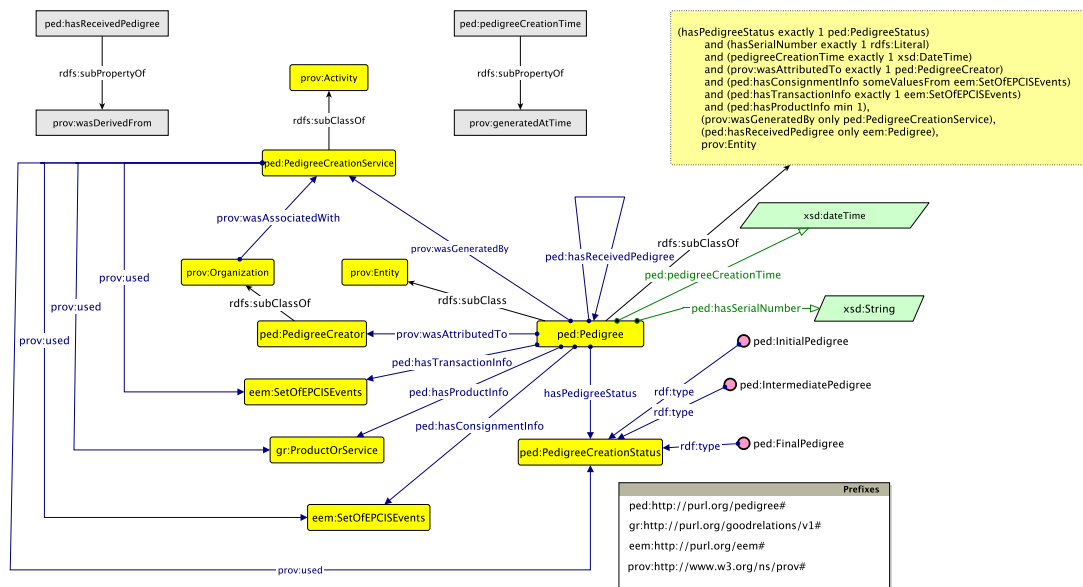 ped:hasReceivedPedigree
rdfs:subPropertyOf
prov:wasDerivedFrom
ped:pedigreeCreationTime
rdfs:subPropertyOf
prov:generatedAtTime
(hasPedigreeStatus exactly 1 ped:PedigreeStatus)
and (hasSerialNumber exactly 1 rdfs:Literal)
and (pedigreeCreationTime exactly 1 xsd:DateTime)
and (prov:wasAttributedTo exactly 1 ped:PedigreeCreator)
and (ped:hasConsignmentInfo someValuesFrom eem:SetOfEPCISEvents)
and (ped:hasTransactionInfo exactly 1 eem:SetOfEPCISEvents)
and (ped:hasProductInfo min 1),
(prov:wasGeneratedBy only ped:PedigreeCreationService),
(ped:hasReceivedPedigree only eem:Pedigree),
prov:Entity
prov:Activity
rdfs:subClassOf
ped:PedigreeCreationService
prov:wasAssociatedWith
prov:wasGeneratedBy
ped:hasReceivedPedigree
rdfs:subClassOf
xsd:dateTime
ped:pedigreeCreationTime
prov:Organization
prov:Entity
prov:used
rdfs:subClassOf
rdfs:subClass
prov:used
ped:hasSerialNumber
xsd:String
ped:PedigreeCreator
prov:wasAttributedTo
ped:Pedigree
prov:used
ped:InitialPedigree
ped:hasTransactionInfo
eem:SetOfEPCISEvents
ped:hasProductInfo
hasPedigreeStatus
rdf:type
ped:IntermediatePedigree
rdf:type
ped:hasConsignmentInfo
gr:ProductOrService
ped:PedigreeCreationStatus
rdf:type
ped:FinalPedigree
eem:SetOfEPCISEvents
prov:used
Prefixes
ped:http://purl.org/pedigree#
gr:http://purl.org/goodrelations/v1#
eem:http://purl.org/eem#
prov:http://www.w3.org/ns/prov#